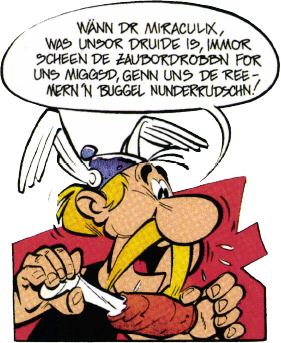 WÄNN DR MIRACULIX,
WAS UNSOR DRUIDE IS, IMMOR
SCHEEN DE ZAUBORDROBBN FOR
UNS MIGGSD, GENN UNS DE REE-
MERN'N BUGGEL NUNDERRUDSCHN!